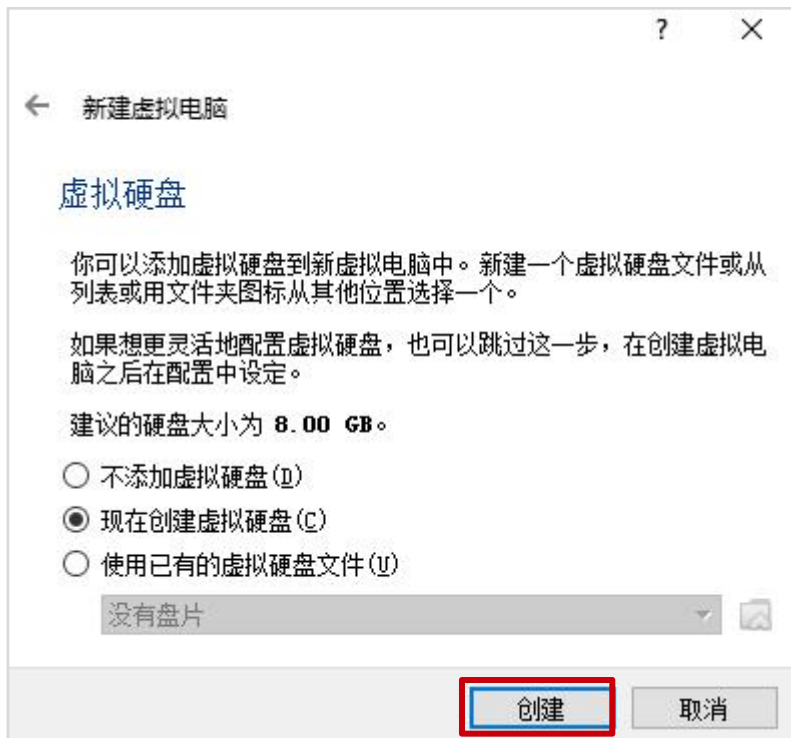 ?
新建虚拟电脑
虚拟硬盘
你可以添加虚拟硬盘到新虚拟电脑中。新建一个虚拟硬盘文件或从
列表或用文件夹图标从其他位置选择一个。
如果想更灵活地配置虚拟硬盘，也可以跳过这一步，在创建虚拟电
脑之后在配置中设定。
建议的硬盘大小为 8.00 GB。
不添加虚拟硬盘(D)
现在创建虚拟硬盘(C)
使用已有的虚拟硬盘文件(U)
没有盘片
创建 取消